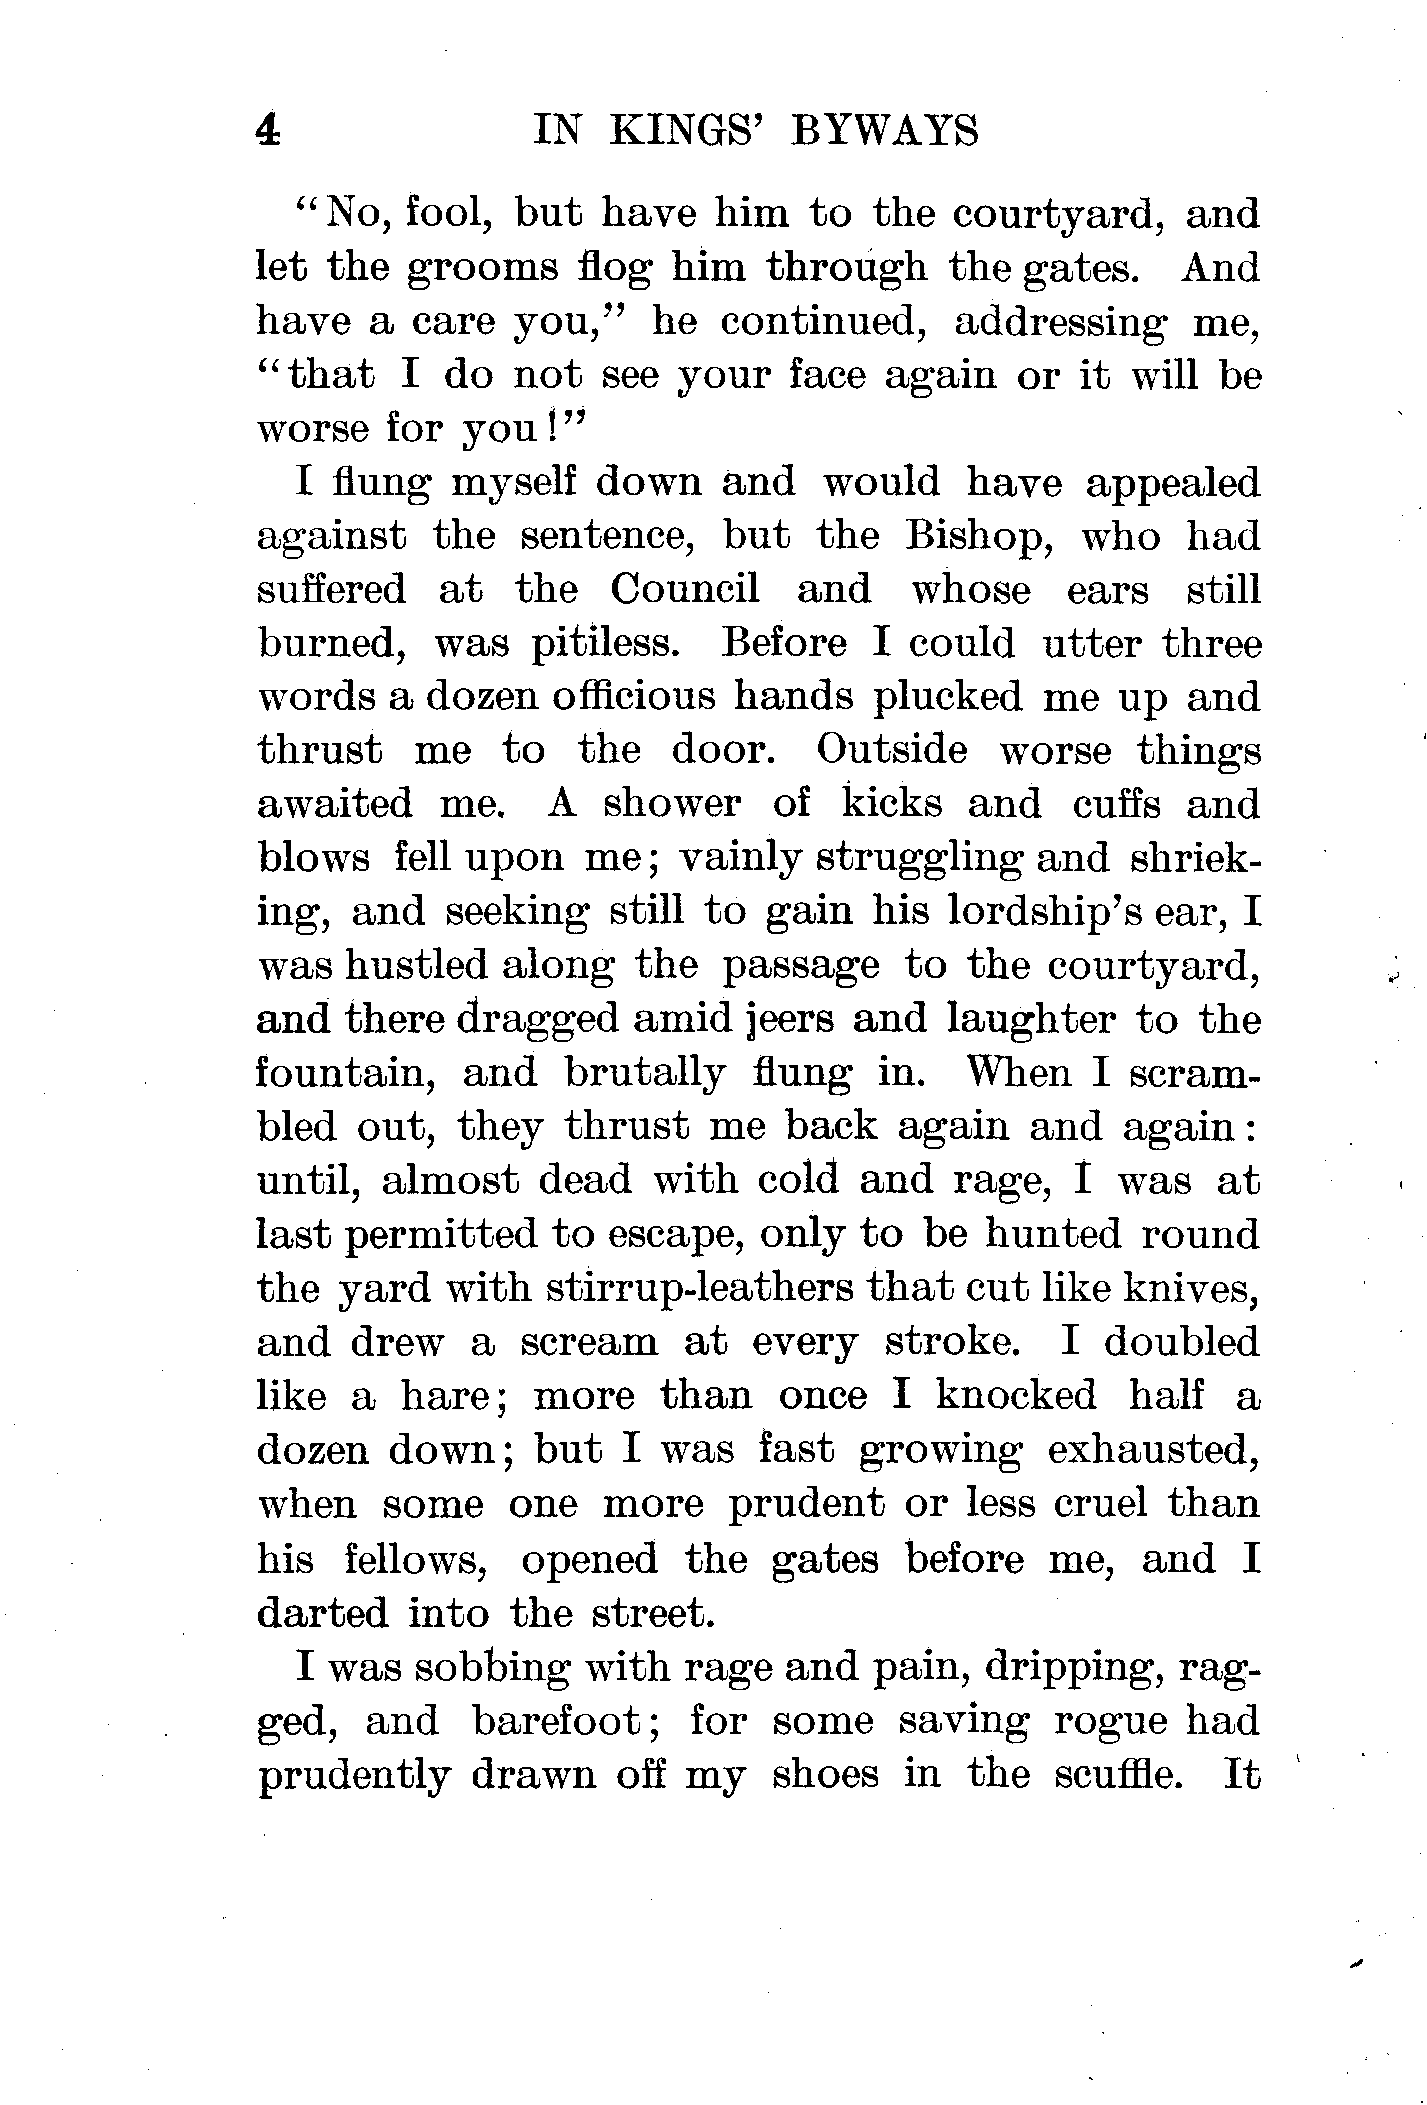 4 IN KINGS' BYWAYS
"No, fool, but have him to the courtyard, and
let the grooms flog him through the gates. And
have a care you," he continued, addressing me,
"that I do not see your face again or it will be
worse for you!"
I flung myself down and would have appealed
against the sentence, but the Bishop, who had
suffered at the Council and whose ears still
burned, was pitiless. Before I could utter three
words a dozen officious hands plucked me up and
thrust me to the door. Outside worse things
awaited me. A shower of kicks and cuffs and
blows fell upon me; vainly struggling and shriek-
ing, and seeking still to gain his lordship's ear, I
was hustled along the passage to the courtyard,
and there dragged amid jeers and laughter to the
fountain, and brutally flung in. When I scram-
bled out, they thrust me back again and again:
until, almost dead with cold and rage, I was at
last permitted to escape, only to be hunted round
the yard with stirrup-leathers that cut like knives,
and drew a scream at every stroke. I doubled
like a hare; more than once I knocked half a
dozen down; but I was fast growing exhausted,
when some one more prudent or less cruel than
his fellows, opened the gates before me, and I
darted into the street.
I was sobbing with rage and pain, dripping, rag-
ged, and barefoot; for some saving rogue had
prudently drawn off my shoes in the scuffle. It